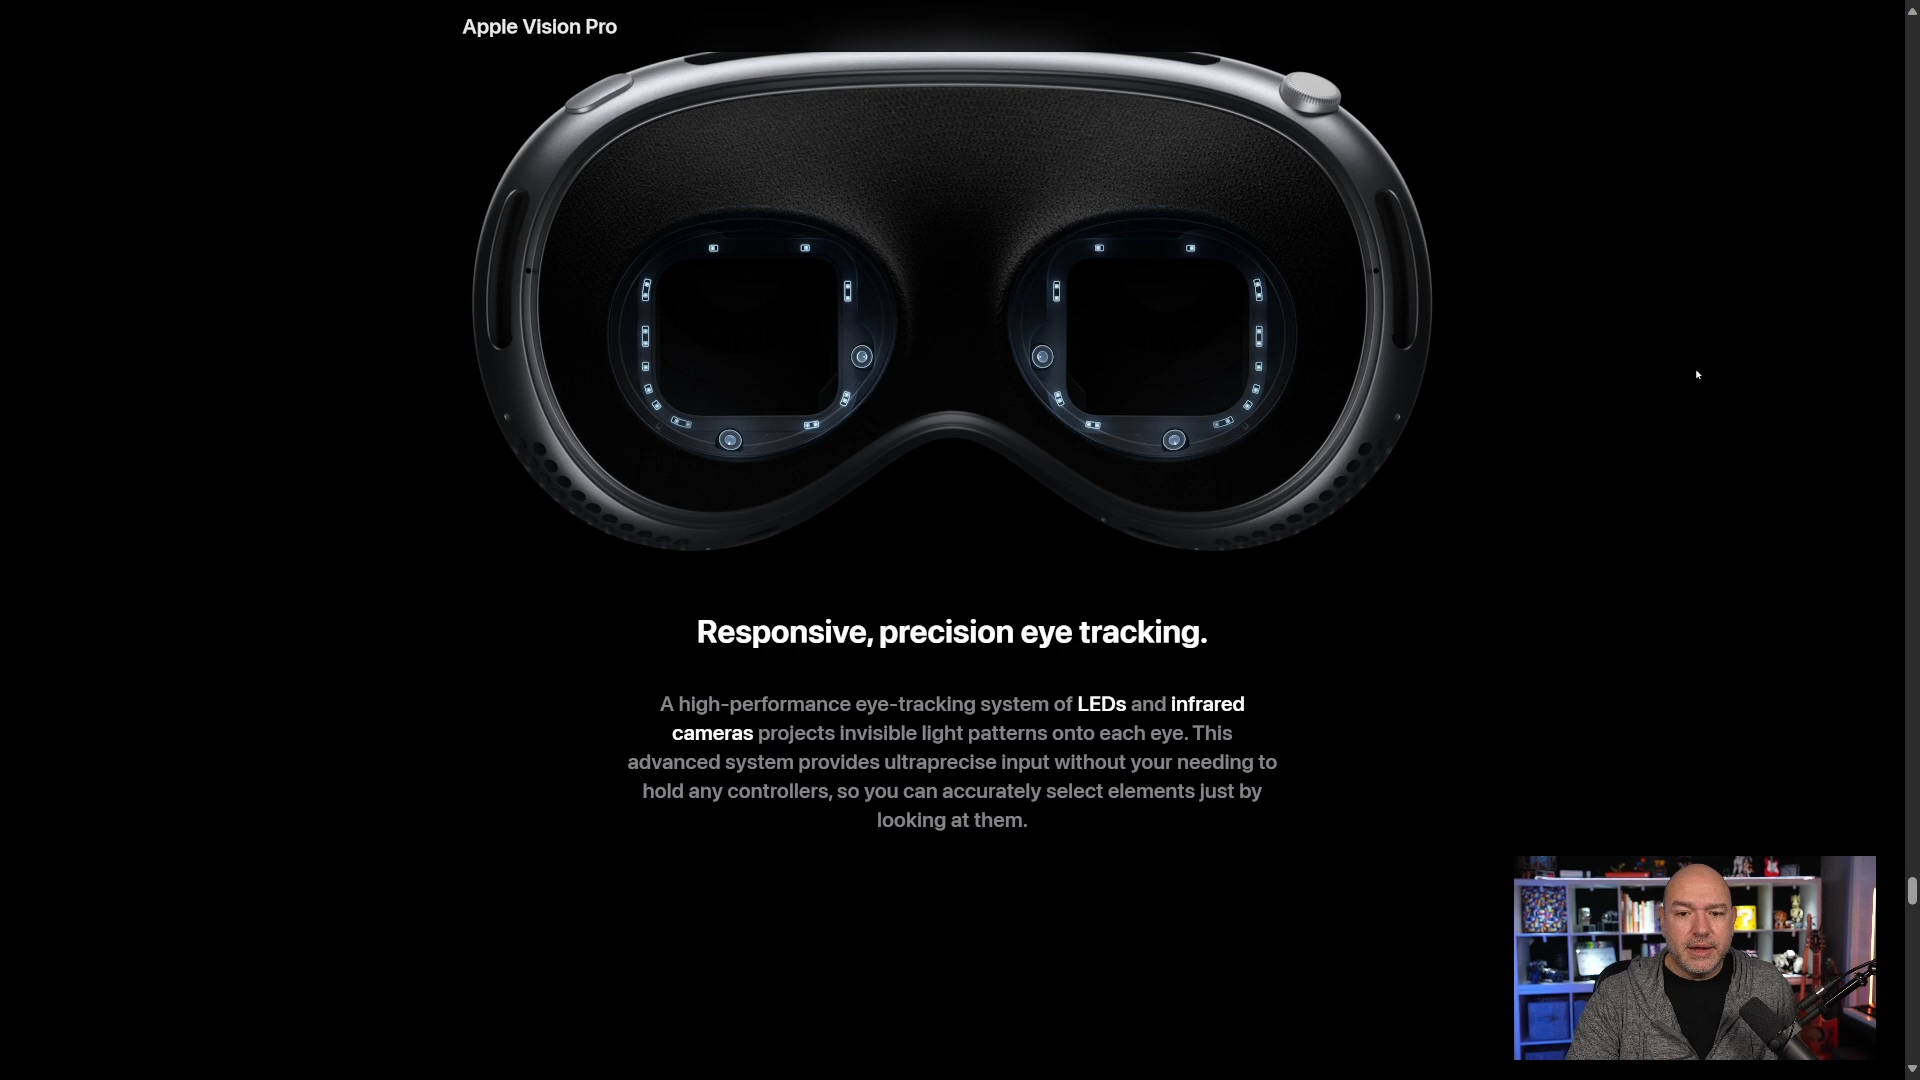 Apple Vision Pro
Responsive, precision eye tracking.
A high-performance eye-tracking system of LEDs and infrared
cameras projects invisible light patterns onto each eye. This
advanced system provides ultraprecise input without your needing to
hold any controllers, so you can accurately select elements just by
looking at them.